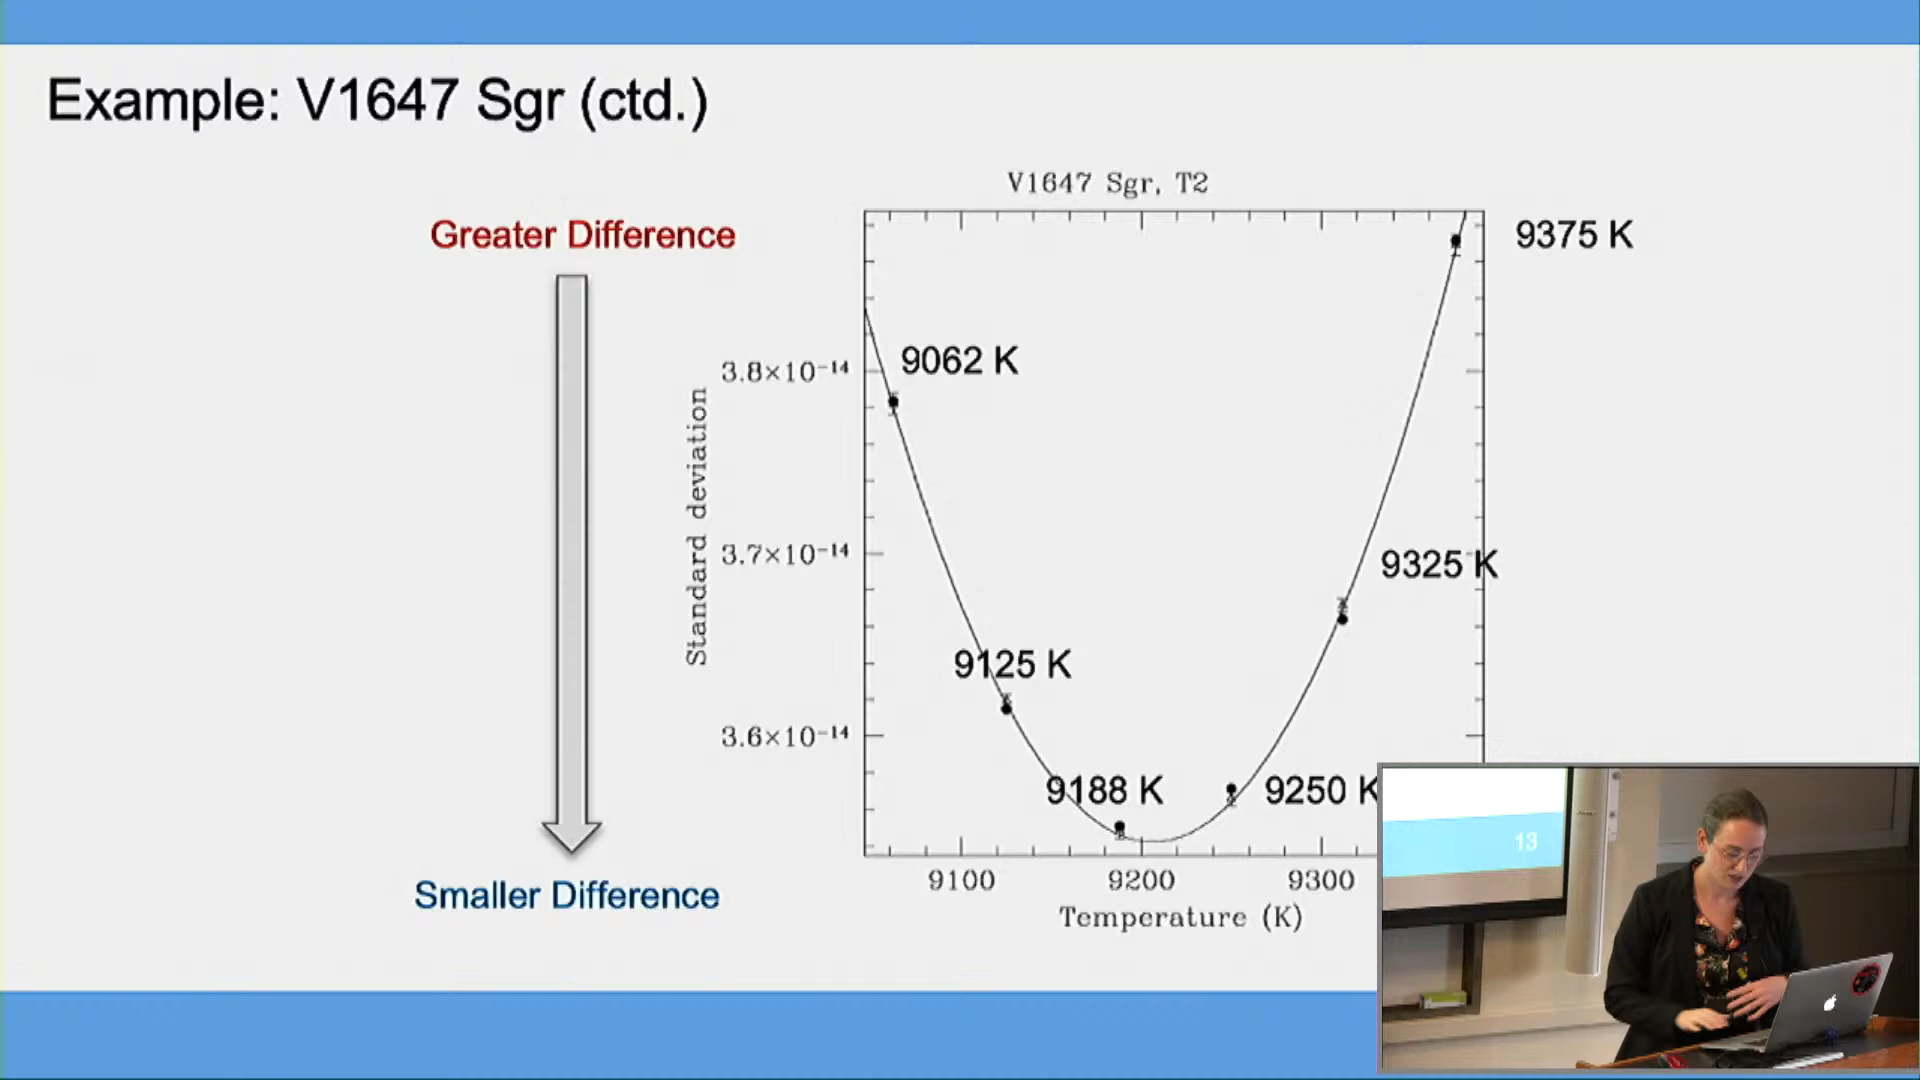 Example: V1647 Sgr (ctd.)
V1647 Sgr, T2
Greater Difference
9375 K
9062 K
3.8×10⁻¹⁴
Standard deviation
3.7×10⁻¹⁴
9325 K
9125 K
3.6×10⁻¹⁴
9188 K
9250 K
13
9100
9200
9300
Smaller Difference
Temperature (K)